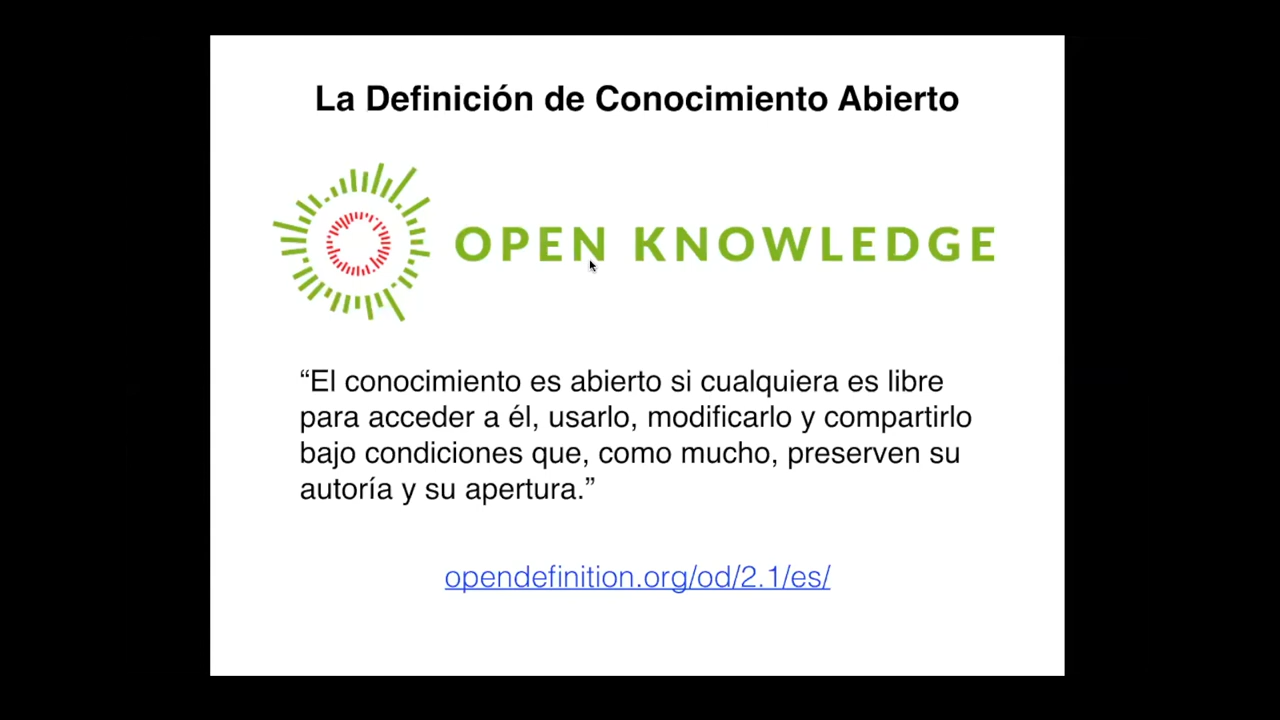 La Definición de Conocimiento Abierto
OPEN KNOWLEDGE
“El conocimiento es abierto si cualquiera es libre
para acceder a él, usarlo, modificarlo y compartirlo
bajo condiciones que, como mucho, preserven su
autoría y su apertura.”
opendefinition.org/od/2.1/es/